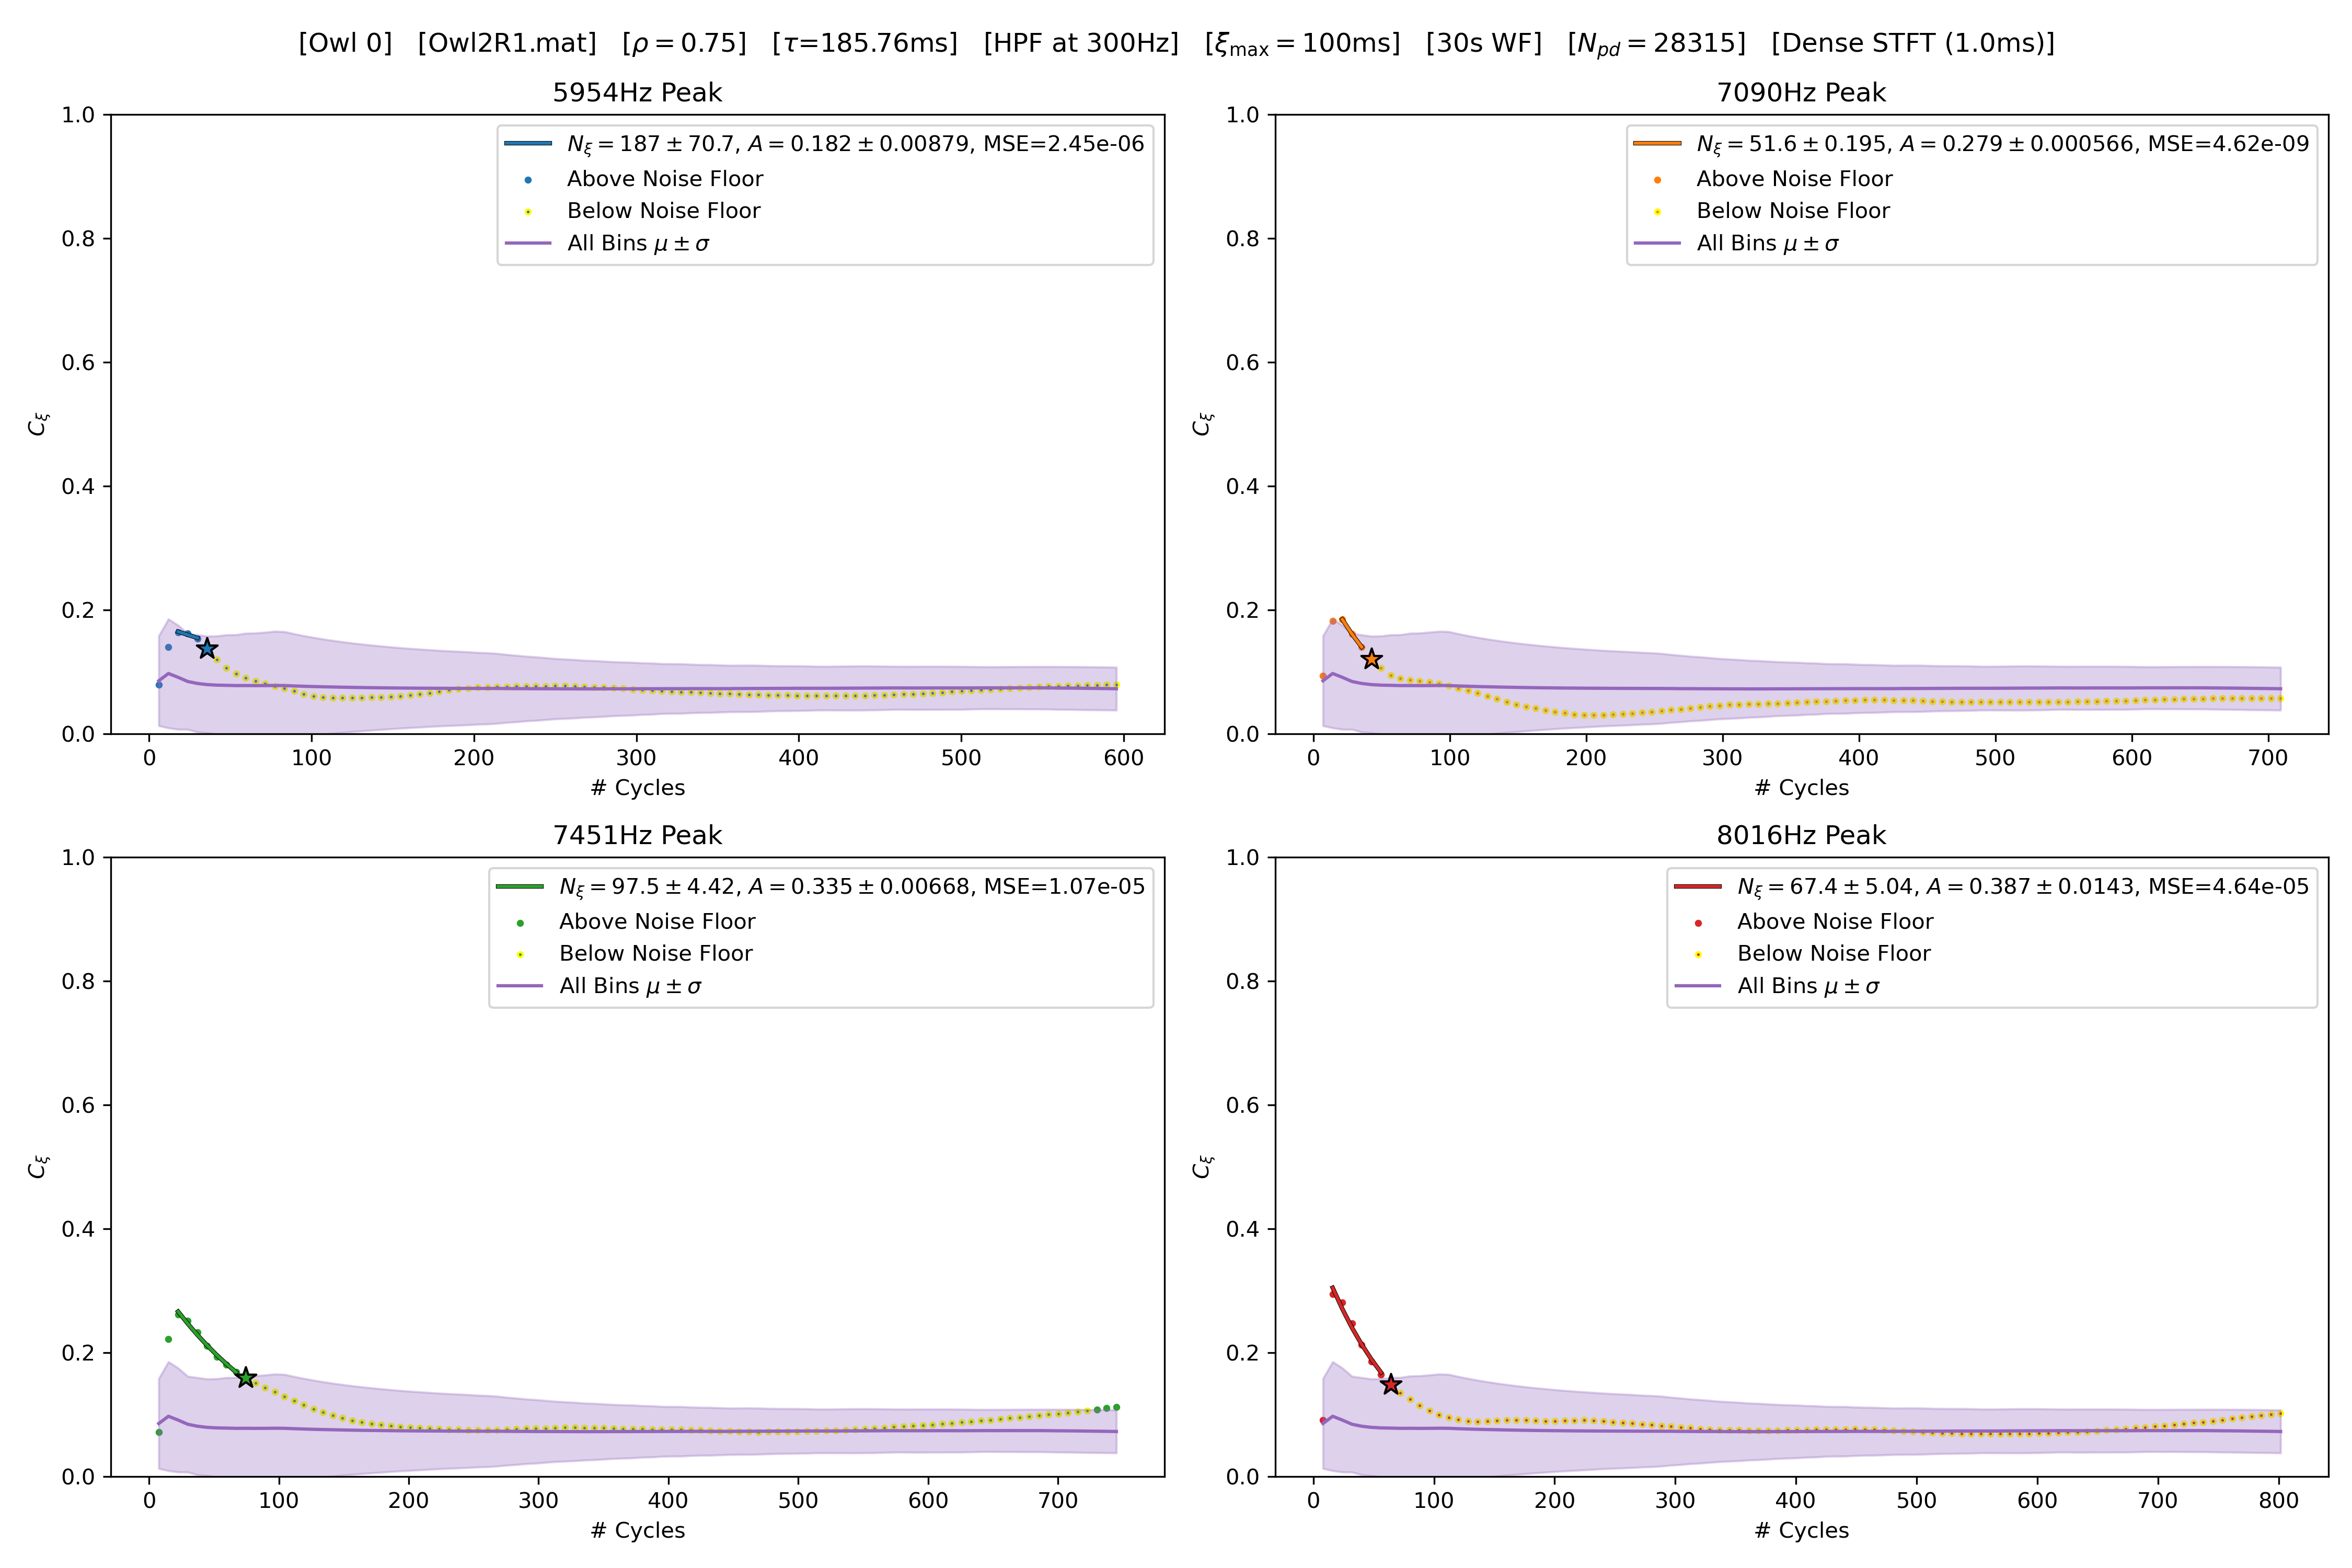 [Owl 0] [Owl2R1.mat] [ρ = 0.75] [τ=185.76ms] [HPF at 300Hz] [ξmax = 100ms] [30s WF] [Npd = 28315] [Dense STFT (1.0ms)]
5954Hz Peak
Nξ = 187 ± 70.7, A = 0.182 ± 0.00879, MSE=2.45e-06
Above Noise Floor
Below Noise Floor
All Bins μ ± σ
1.0
0.8
0.6
0.4
0.2
0.0
Cξ
0 100 200 300 400 500 600
# Cycles
7090Hz Peak
Nξ = 51.6 ± 0.195, A = 0.279 ± 0.000566, MSE=4.62e-09
Above Noise Floor
Below Noise Floor
All Bins μ ± σ
1.0
0.8
0.6
0.4
0.2
0.0
Cξ
0 100 200 300 400 500 600 700
# Cycles
7451Hz Peak
Nξ = 97.5 ± 4.42, A = 0.335 ± 0.00668, MSE=1.07e-05
Above Noise Floor
Below Noise Floor
All Bins μ ± σ
1.0
0.8
0.6
0.4
0.2
0.0
Cξ
0 100 200 300 400 500 600 700
# Cycles
8016Hz Peak
Nξ = 67.4 ± 5.04, A = 0.387 ± 0.0143, MSE=4.64e-05
Above Noise Floor
Below Noise Floor
All Bins μ ± σ
1.0
0.8
0.6
0.4
0.2
0.0
Cξ
0 100 200 300 400 500 600 700 800
# Cycles